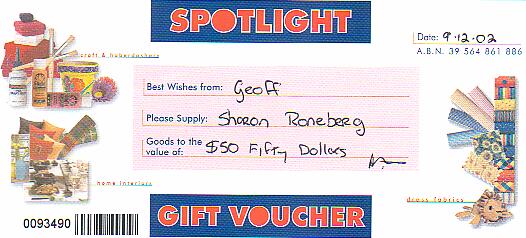 SPOTLIGHT
Date: 9.12.02
A.B.N. 39 564 861 886
craft & haberdashery
Best Wishes from: Geoff
Please Supply: Sharon Roneberg
Goods to the
value of: $50 Fifty Dollars
home interiors
dress fabrics
0093490
GIFT VOUCHER